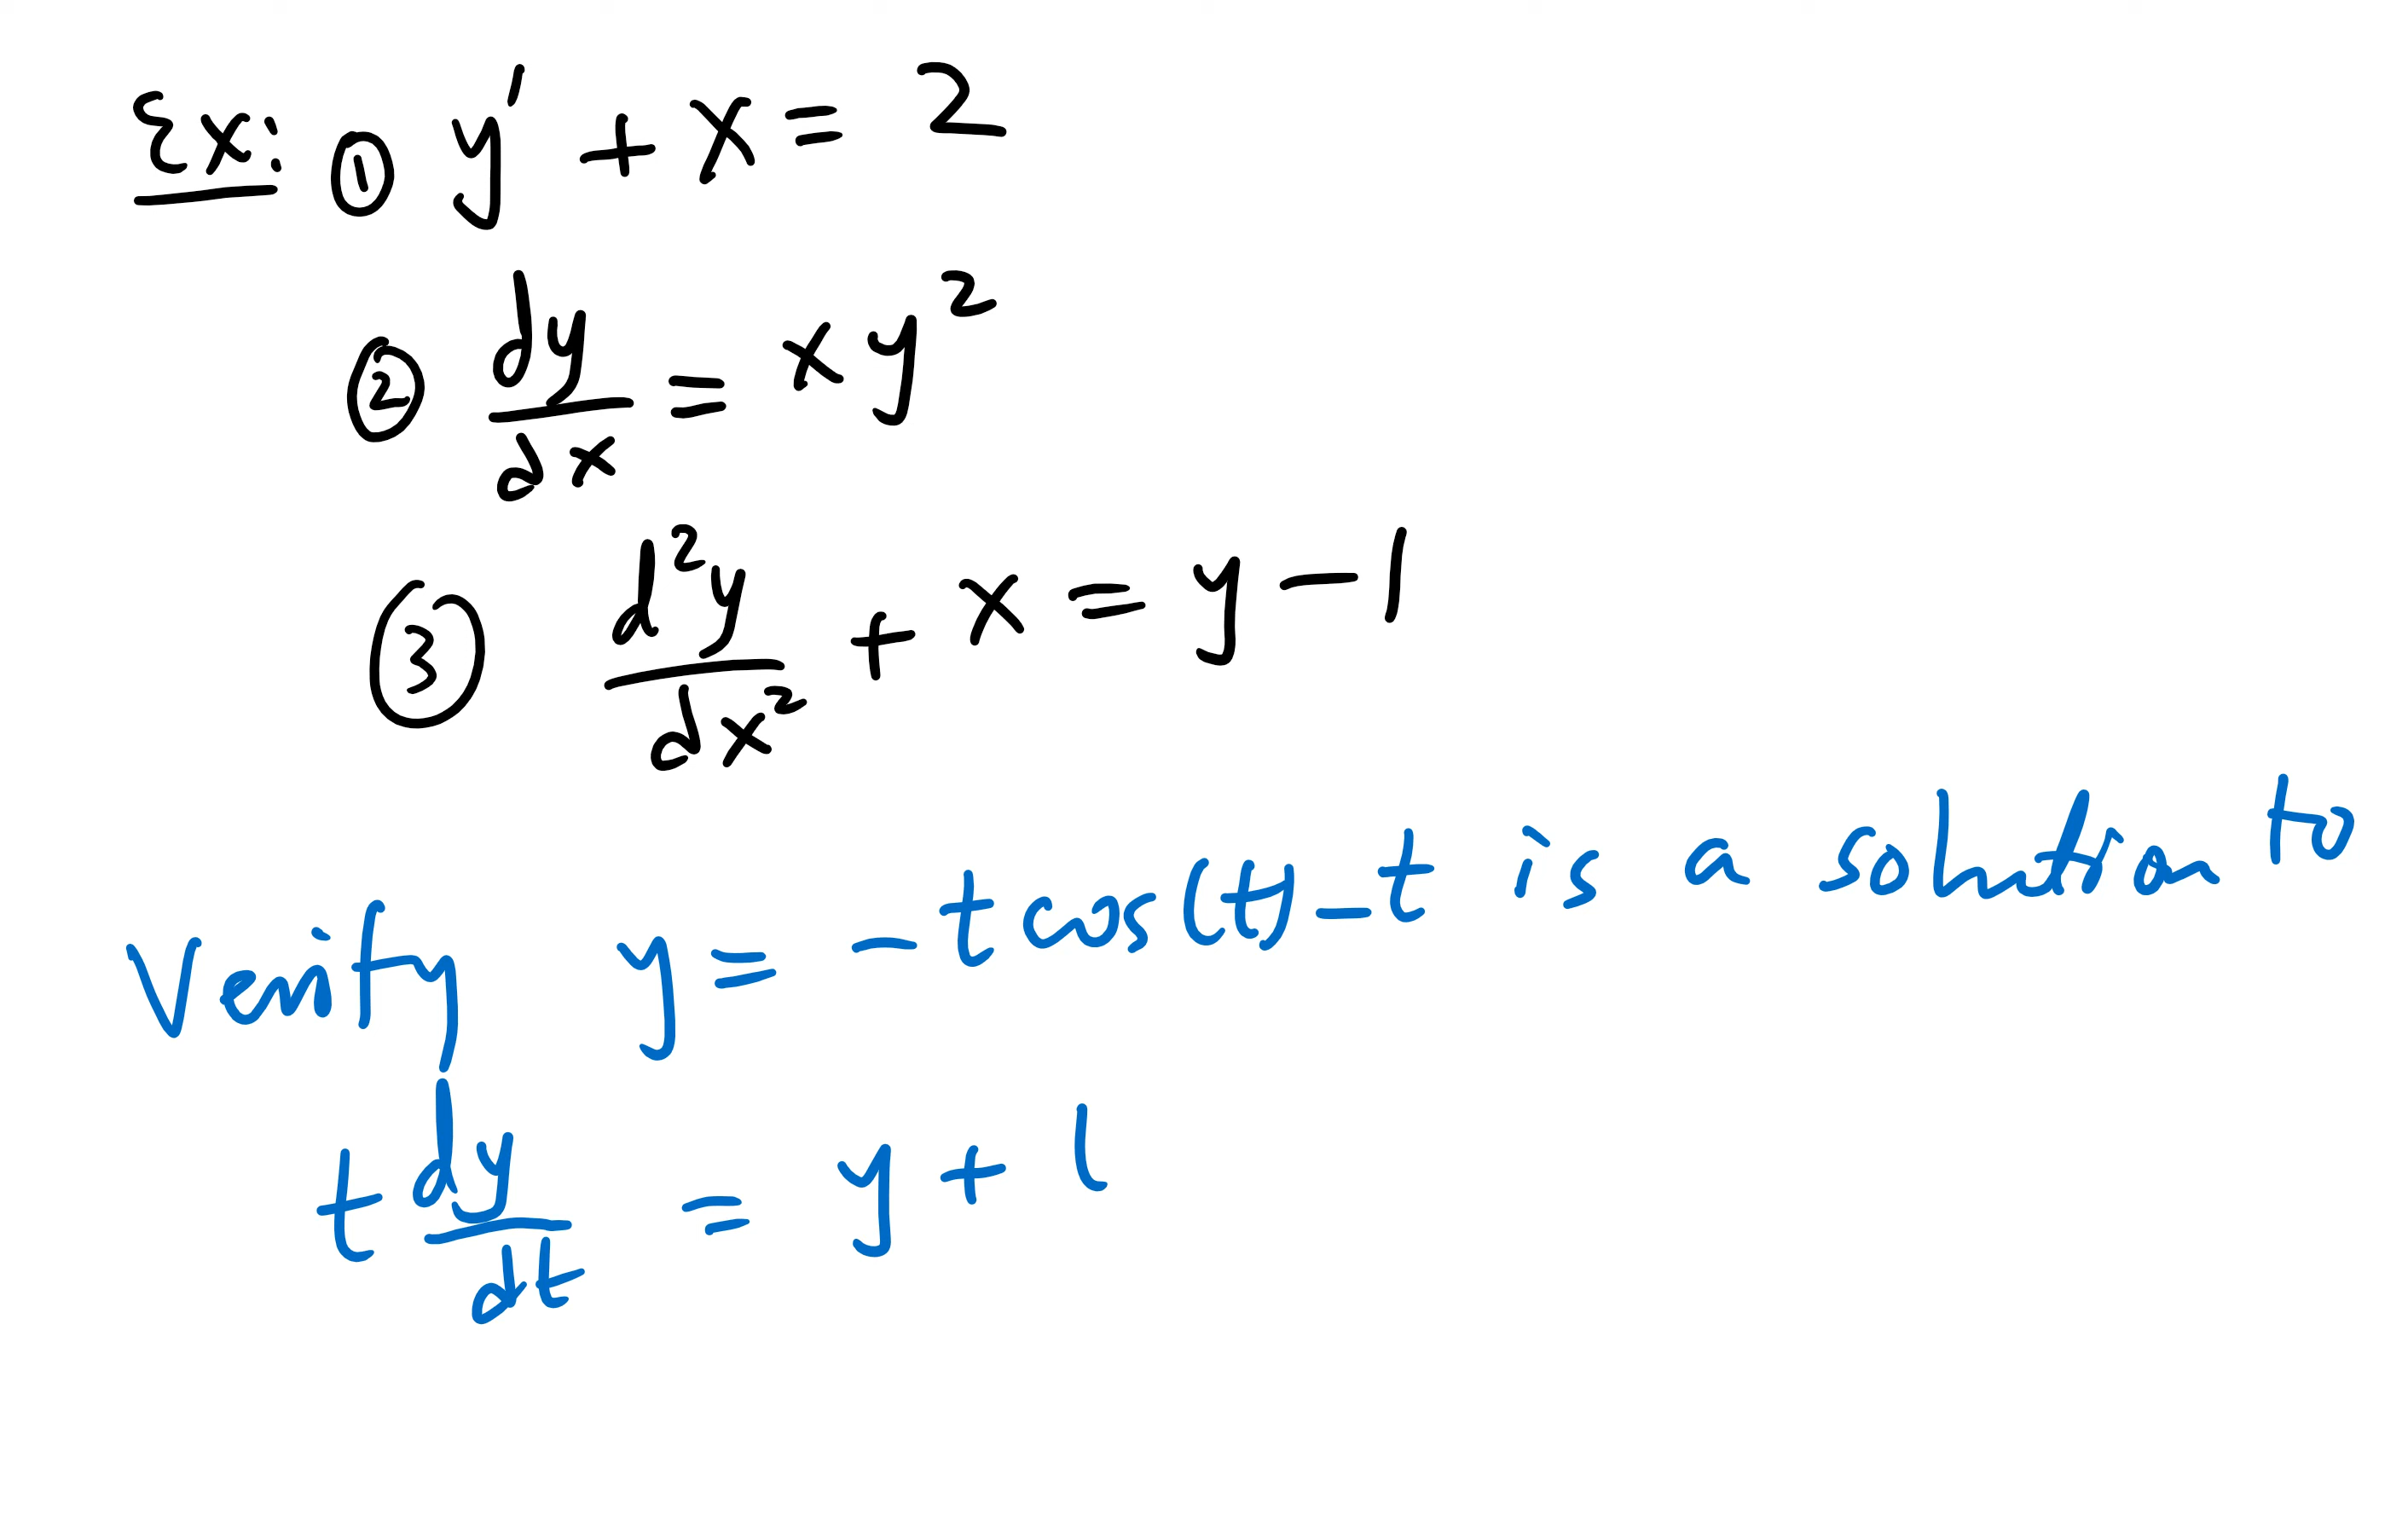 Ex: ① y' + x = 2
② dy/dx = xy²
③ d²y/dx² + x = y - 1
Verify y = -t cos(t) - t is a solution to
t dy/dt = y + 1